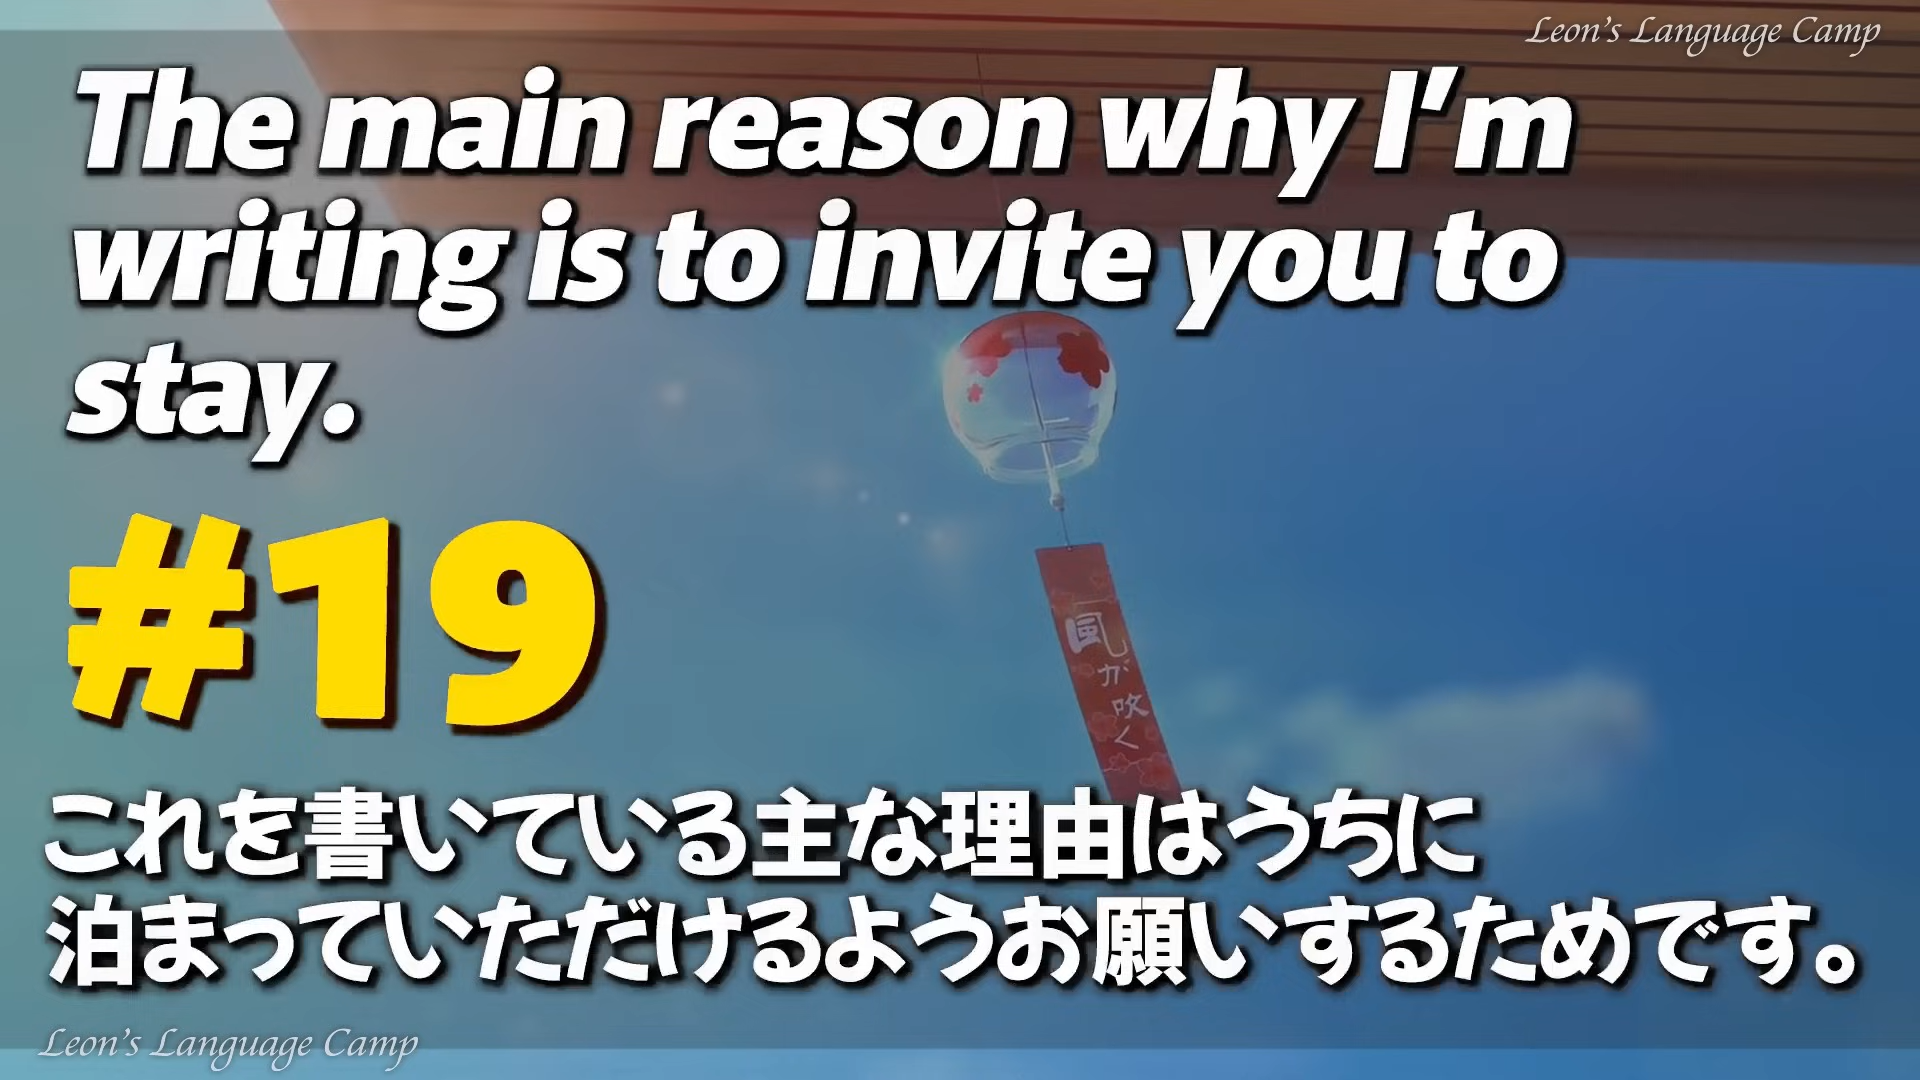 Leon's Language Camp
The main reason why I'm
writing is to invite you to
stay.
#19
風が吹く
これを書いている主な理由はうちに
泊まっていただけるようお願いするためです。
Leon's Language Camp